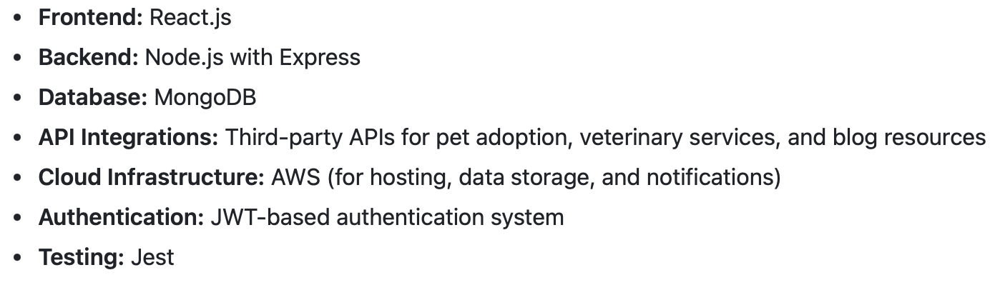 • Frontend: React.js
• Backend: Node.js with Express
• Database: MongoDB
• API Integrations: Third-party APIs for pet adoption, veterinary services, and blog resources
• Cloud Infrastructure: AWS (for hosting, data storage, and notifications)
• Authentication: JWT-based authentication system
• Testing: Jest